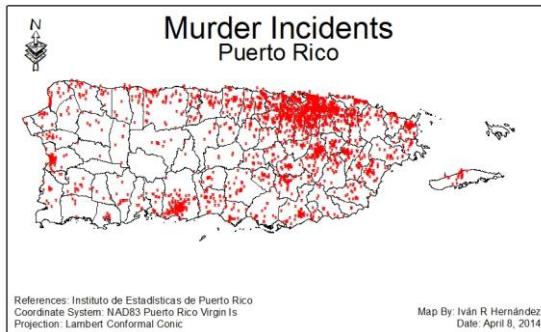 Murder Incidents
Puerto Rico
N
References: Instituto de Estadísticas de Puerto Rico
Coordinate System: NAD83 Puerto Rico Virgin Is
Projection: Lambert Conformal Conic
Map By: Iván R Hernández
Date: April 8, 2014